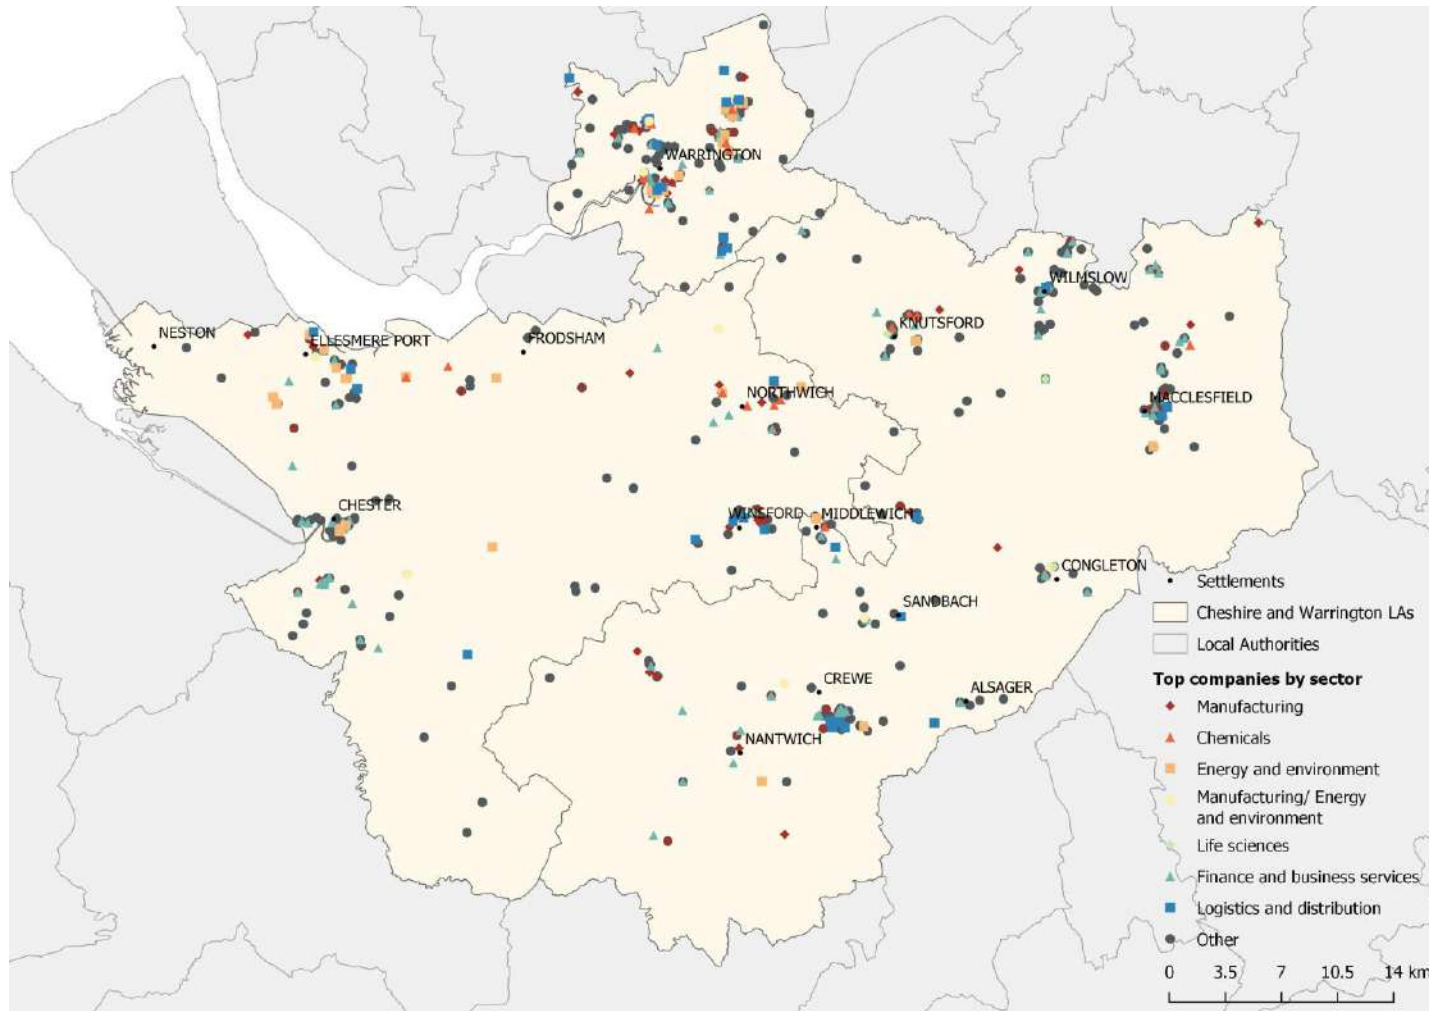 WARRINGTON
WILMSLOW
NESTON
ELLESMERE PORT
FRODSHAM
KNUTSFORD
NORTHWICH
MACCLESFIELD
CHESTER
WINSFORD
MIDDLEWICH
CONGLETON
SANDBACH
CREWE
ALSAGER
NANTWICH
Settlements
Cheshire and Warrington LAs
Local Authorities
Top companies by sector
Manufacturing
Chemicals
Energy and environment
Manufacturing/ Energy
and environment
Life sciences
Finance and business services
Logistics and distribution
Other
0 3.5 7 10.5 14 km